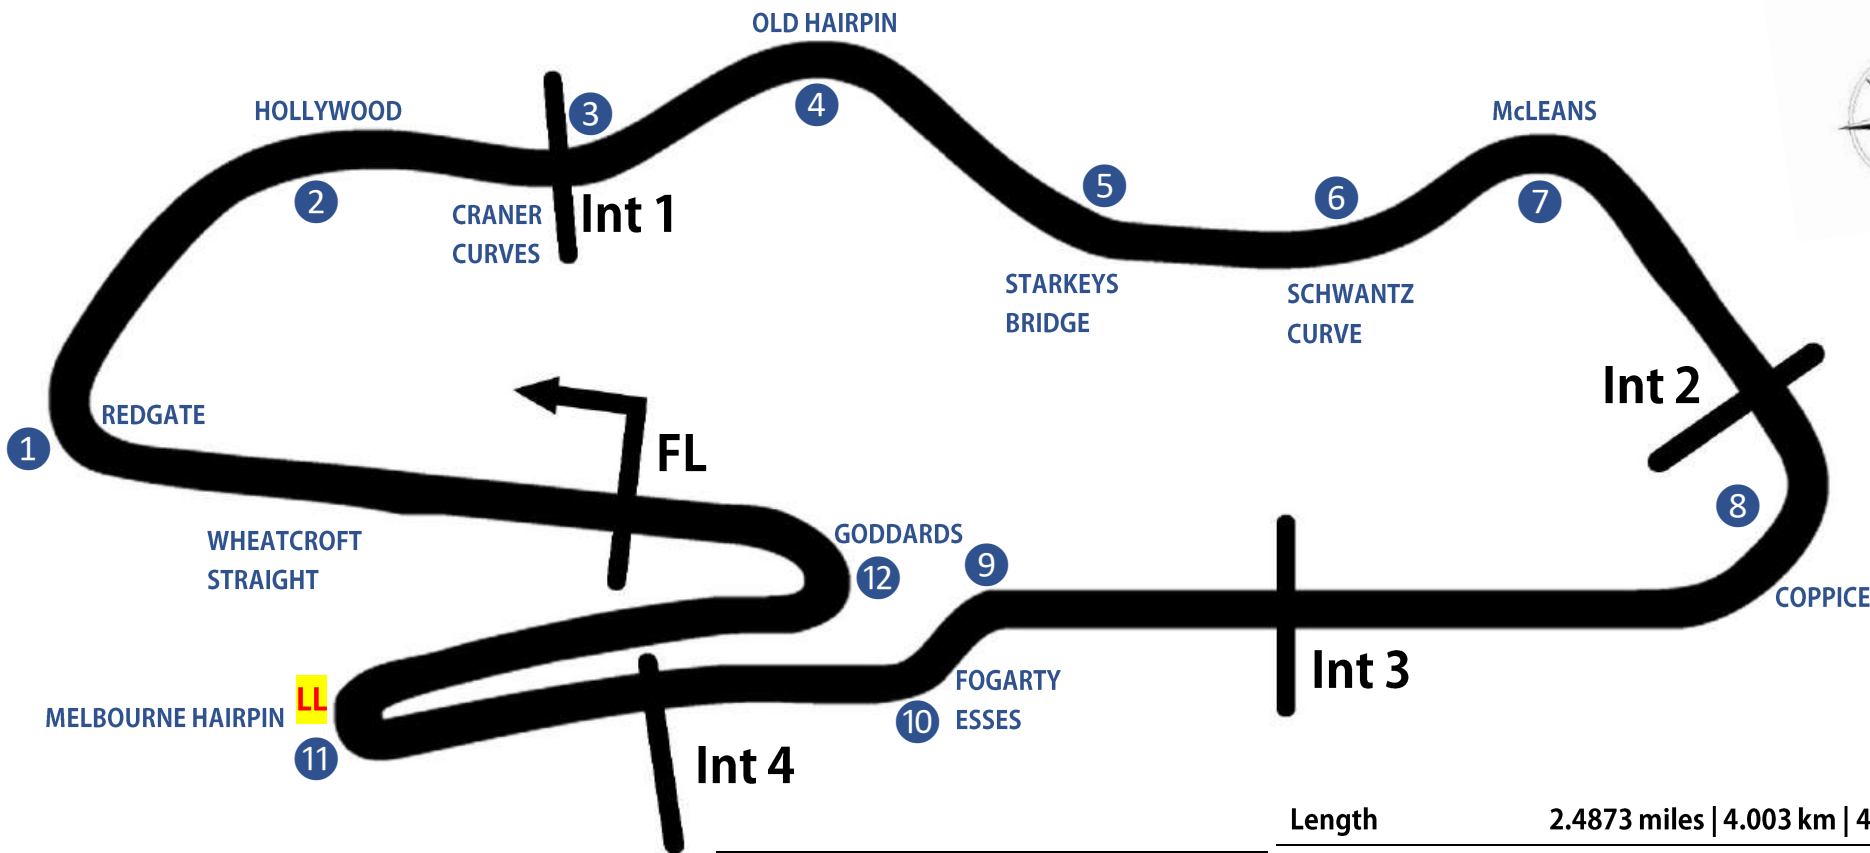 OLD HAIRPIN
HOLLYWOOD
3
4
McLEANS
2
CRANER
CURVES
Int 1
5
6
7
STARKEYS
BRIDGE
SCHWANTZ
CURVE
Int 2
REDGATE
1
FL
8
WHEATCROFT
STRAIGHT
GODDARDS
12
9
COPPICE
Int 3
FOGARTY
ESSES
10
LL
MELBOURNE HAIRPIN
11
Int 4
Length 2.4873 miles | 4.003 km | 4